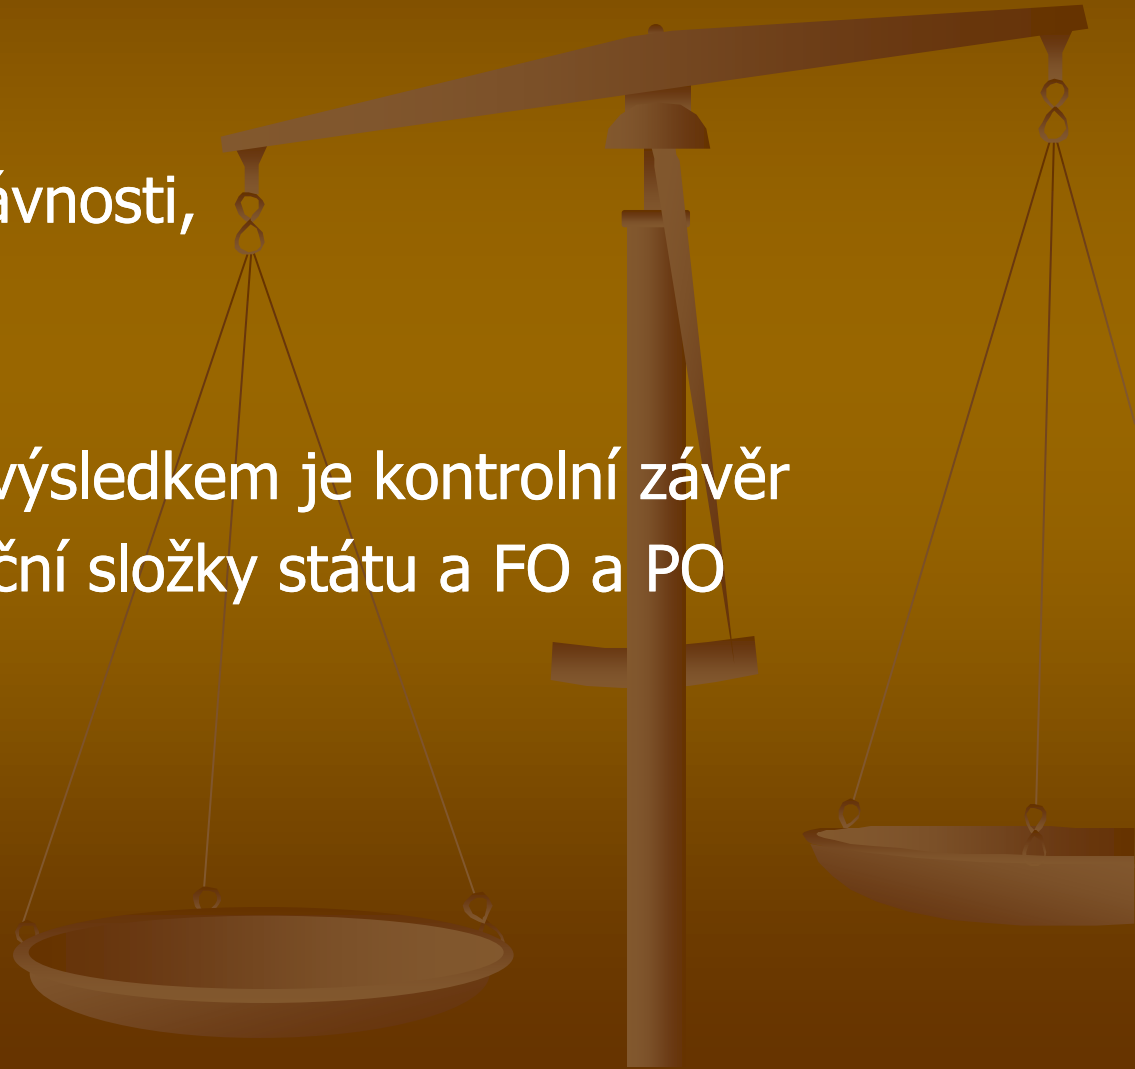 ávnosti,
výsledkem je kontrolní závěr
ční složky státu a FO a PO